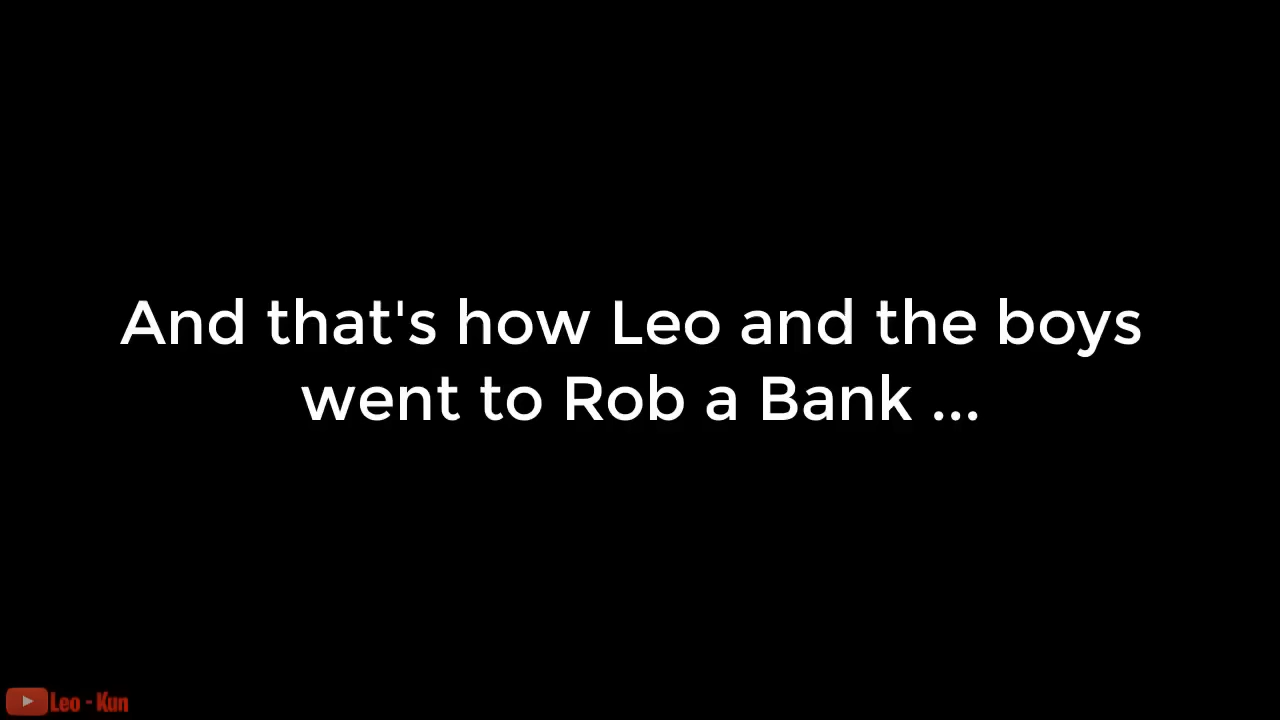 And that's how Leo and the boys
went to Rob a Bank ...
Leo - Kun